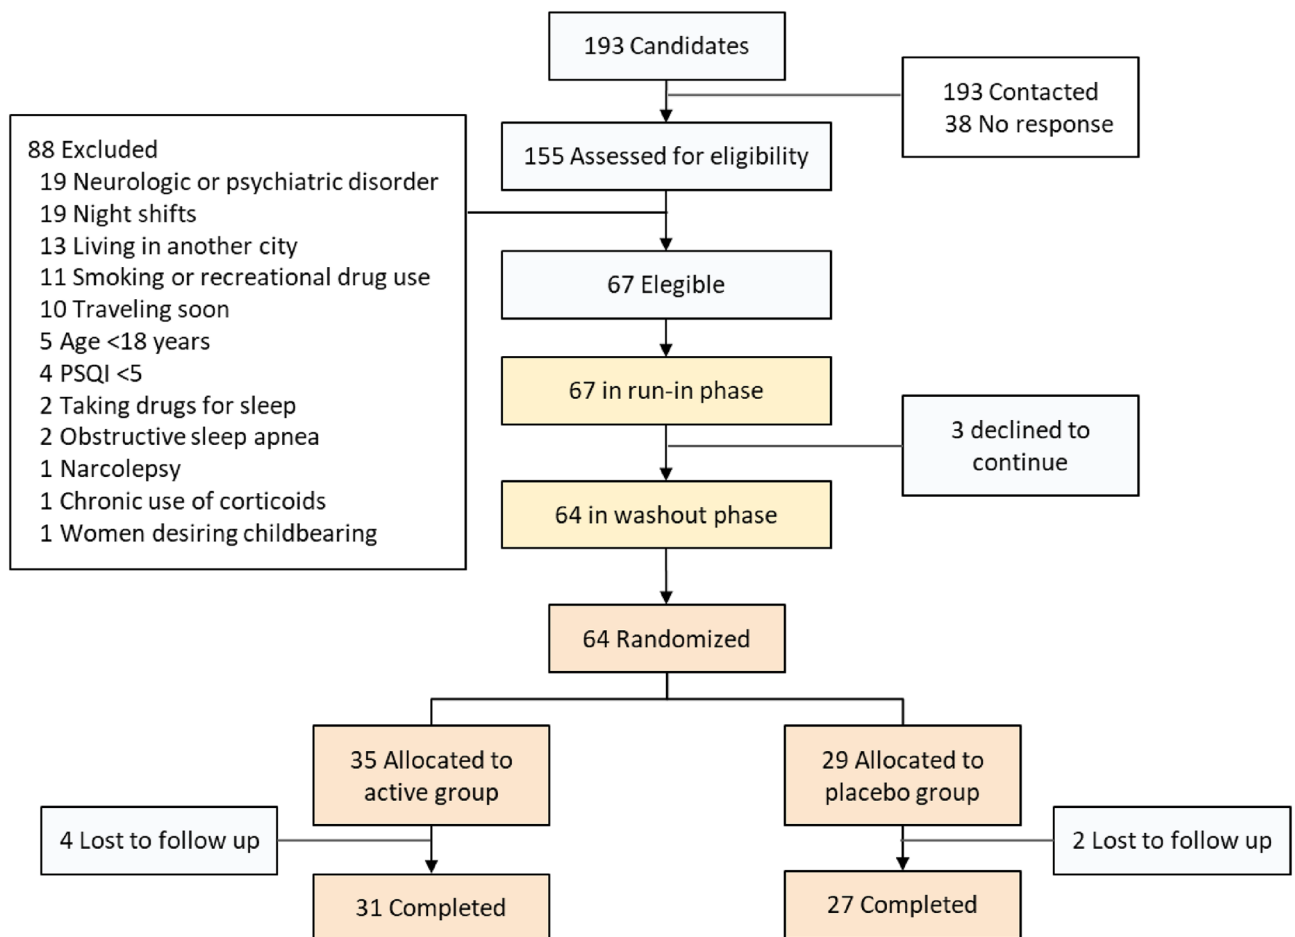 193 Candidates
193 Contacted
38 No response
155 Assessed for eligibility
88 Excluded
19 Neurologic or psychiatric disorder
19 Night shifts
13 Living in another city
11 Smoking or recreational drug use
10 Traveling soon
5 Age <18 years
4 PSQI <5
2 Taking drugs for sleep
2 Obstructive sleep apnea
1 Narcolepsy
1 Chronic use of corticoids
1 Women desiring childbearing
67 Elegible
67 in run-in phase
3 declined to
continue
64 in washout phase
64 Randomized
35 Allocated to
active group
29 Allocated to
placebo group
4 Lost to follow up
2 Lost to follow up
31 Completed
27 Completed